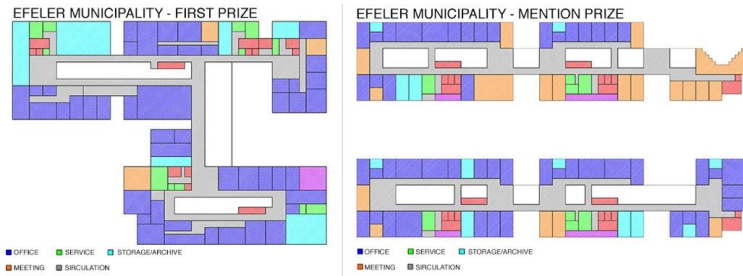 EFELER MUNICIPALITY - FIRST PRIZE
OFFICE SERVICE STORAGE/ARCHIVE
MEETING SIRCULATION
EFELER MUNICIPALITY - MENTION PRIZE
OFFICE SERVICE STORAGE/ARCHIVE
MEETING SIRCULATION